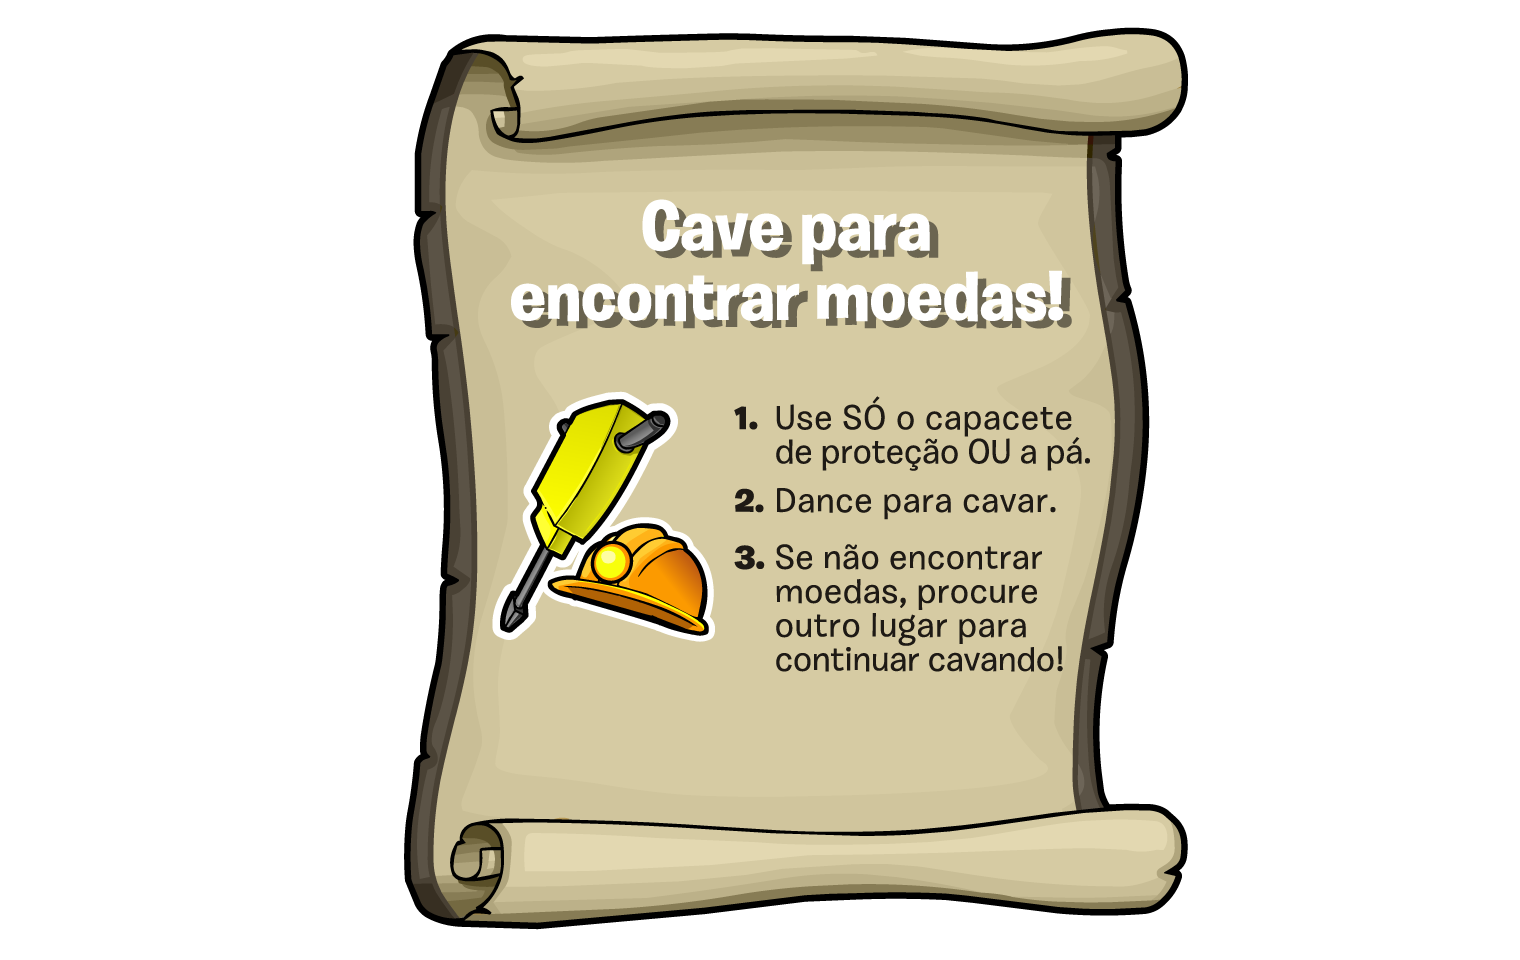 Cave para
encontrar moedas!
1. Use SÓ o capacete
de proteção OU a pá.
2. Dance para cavar.
3. Se não encontrar
moedas, procure
outro lugar para
continuar cavando!